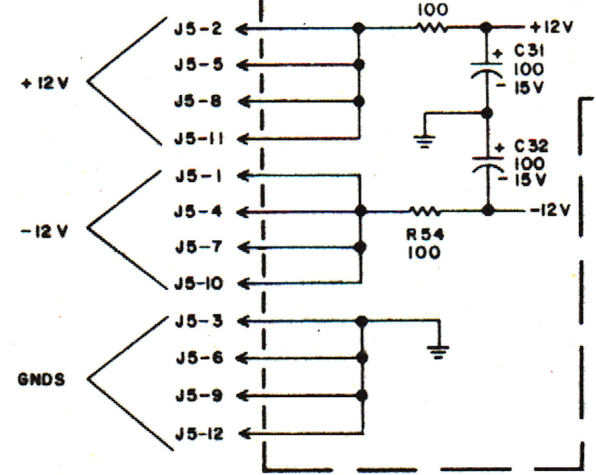 100
J5-2
+12V
J5-5
+ C31
100
- 15V
+12V
J5-8
J5-11
+ C32
100
- 15V
J5-1
J5-4
-12V
-12V
R54
100
J5-7
J5-10
J5-3
J5-6
GNDS
J5-9
J5-12